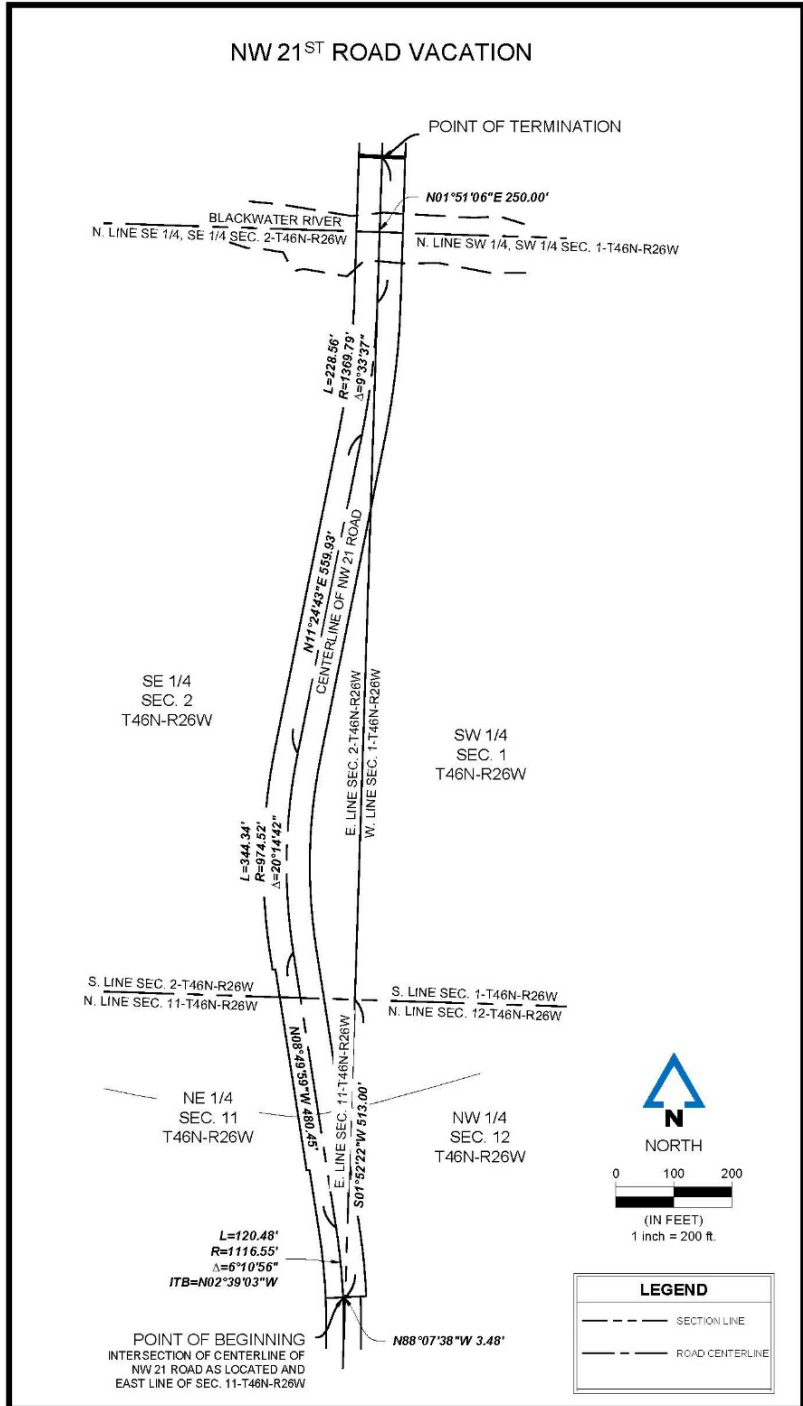 NW 21ST ROAD VACATION
POINT OF TERMINATION
N01°51'06"E 250.00'
BLACKWATER RIVER
N. LINE SE 1/4, SE 1/4 SEC. 2-T46N-R26W
N. LINE SW 1/4, SW 1/4 SEC. 1-T46N-R26W
L=228.56'
R=1369.79'
Δ=9°33'37"
N11°24'43"E 559.93'
CENTERLINE OF NW 21 ROAD
SE 1/4
SEC. 2
T46N-R26W
E. LINE SEC. 2-T46N-R26W
W. LINE SEC. 1-T46N-R26W
SW 1/4
SEC. 1
T46N-R26W
L=344.34'
R=974.52'
Δ=20°14'42"
S. LINE SEC. 2-T46N-R26W
N. LINE SEC. 11-T46N-R26W
S. LINE SEC. 1-T46N-R26W
N. LINE SEC. 12-T46N-R26W
N08°49'59"W 480.45'
E. LINE SEC. 11-T46N-R26W
S01°52'22"W 513.00'
NE 1/4
SEC. 11
T46N-R26W
NW 1/4
SEC. 12
T46N-R26W
N
NORTH
0 100 200
(IN FEET)
1 inch = 200 ft.
L=120.48'
R=1116.55'
Δ=6°10'56"
ITB=N02°39'03"W
POINT OF BEGINNING
INTERSECTION OF CENTERLINE OF
NW 21 ROAD AS LOCATED AND
EAST LINE OF SEC. 11-T46N-R26W
N88°07'38"W 3.48'
LEGEND
SECTION LINE
ROAD CENTERLINE